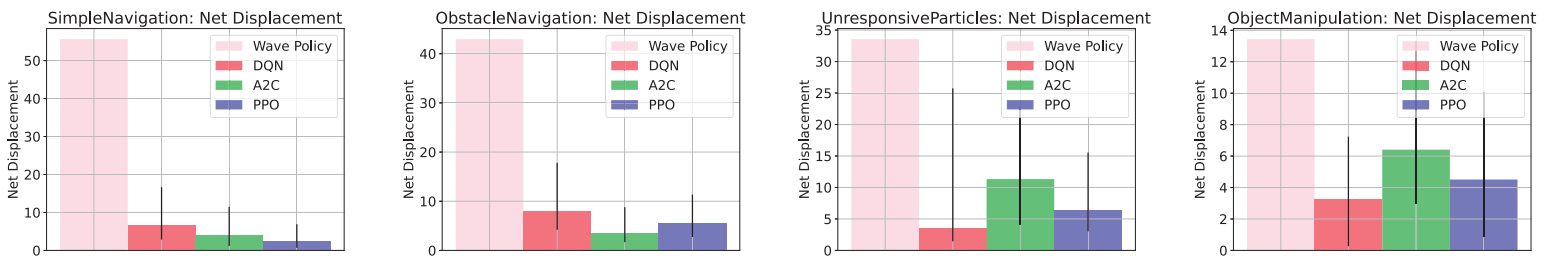 SimpleNavigation: Net Displacement
Net Displacement
50
40
30
20
10
0
Wave Policy
DQN
A2C
PPO
ObstacleNavigation: Net Displacement
Net Displacement
40
30
20
10
0
Wave Policy
DQN
A2C
PPO
UnresponsiveParticles: Net Displacement
Net Displacement
35
30
25
20
15
10
5
0
Wave Policy
DQN
A2C
PPO
ObjectManipulation: Net Displacement
Net Displacement
14
12
10
8
6
4
2
0
Wave Policy
DQN
A2C
PPO